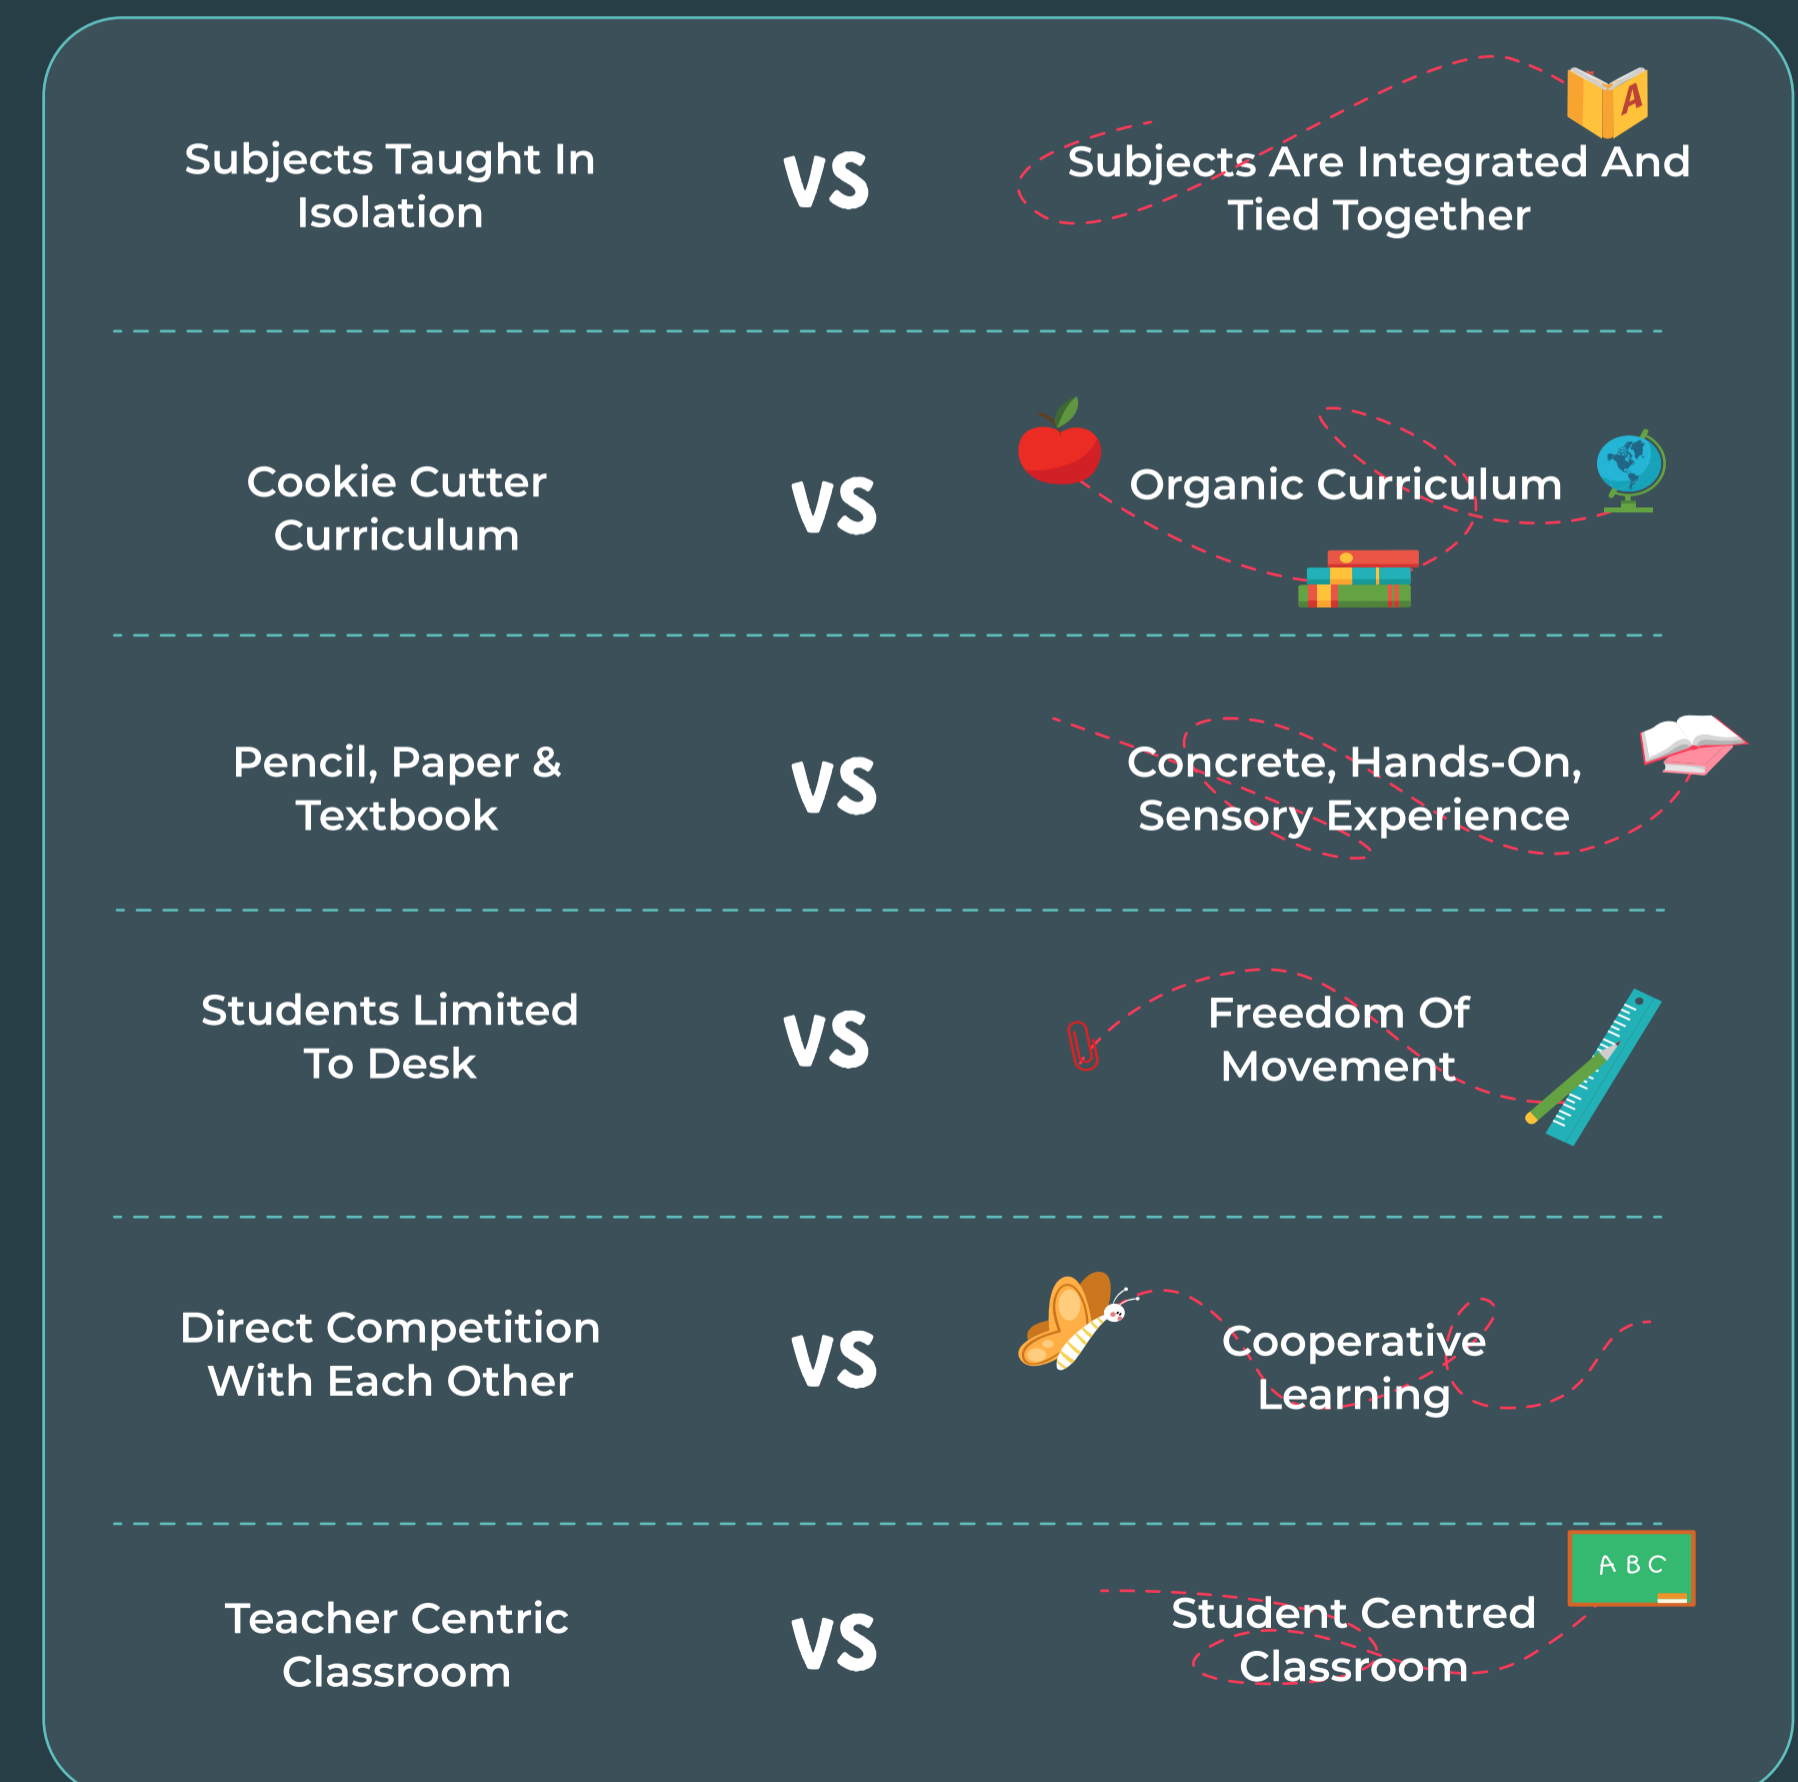 Subjects Taught In
Isolation
VS
Subjects Are Integrated And
Tied Together
A
Cookie Cutter
Curriculum
VS
Organic Curriculum
Pencil, Paper &
Textbook
VS
Concrete, Hands-On,
Sensory Experience
Students Limited
To Desk
VS
Freedom Of
Movement
Direct Competition
With Each Other
VS
Cooperative
Learning
Teacher Centric
Classroom
VS
Student Centred
Classroom
A B C